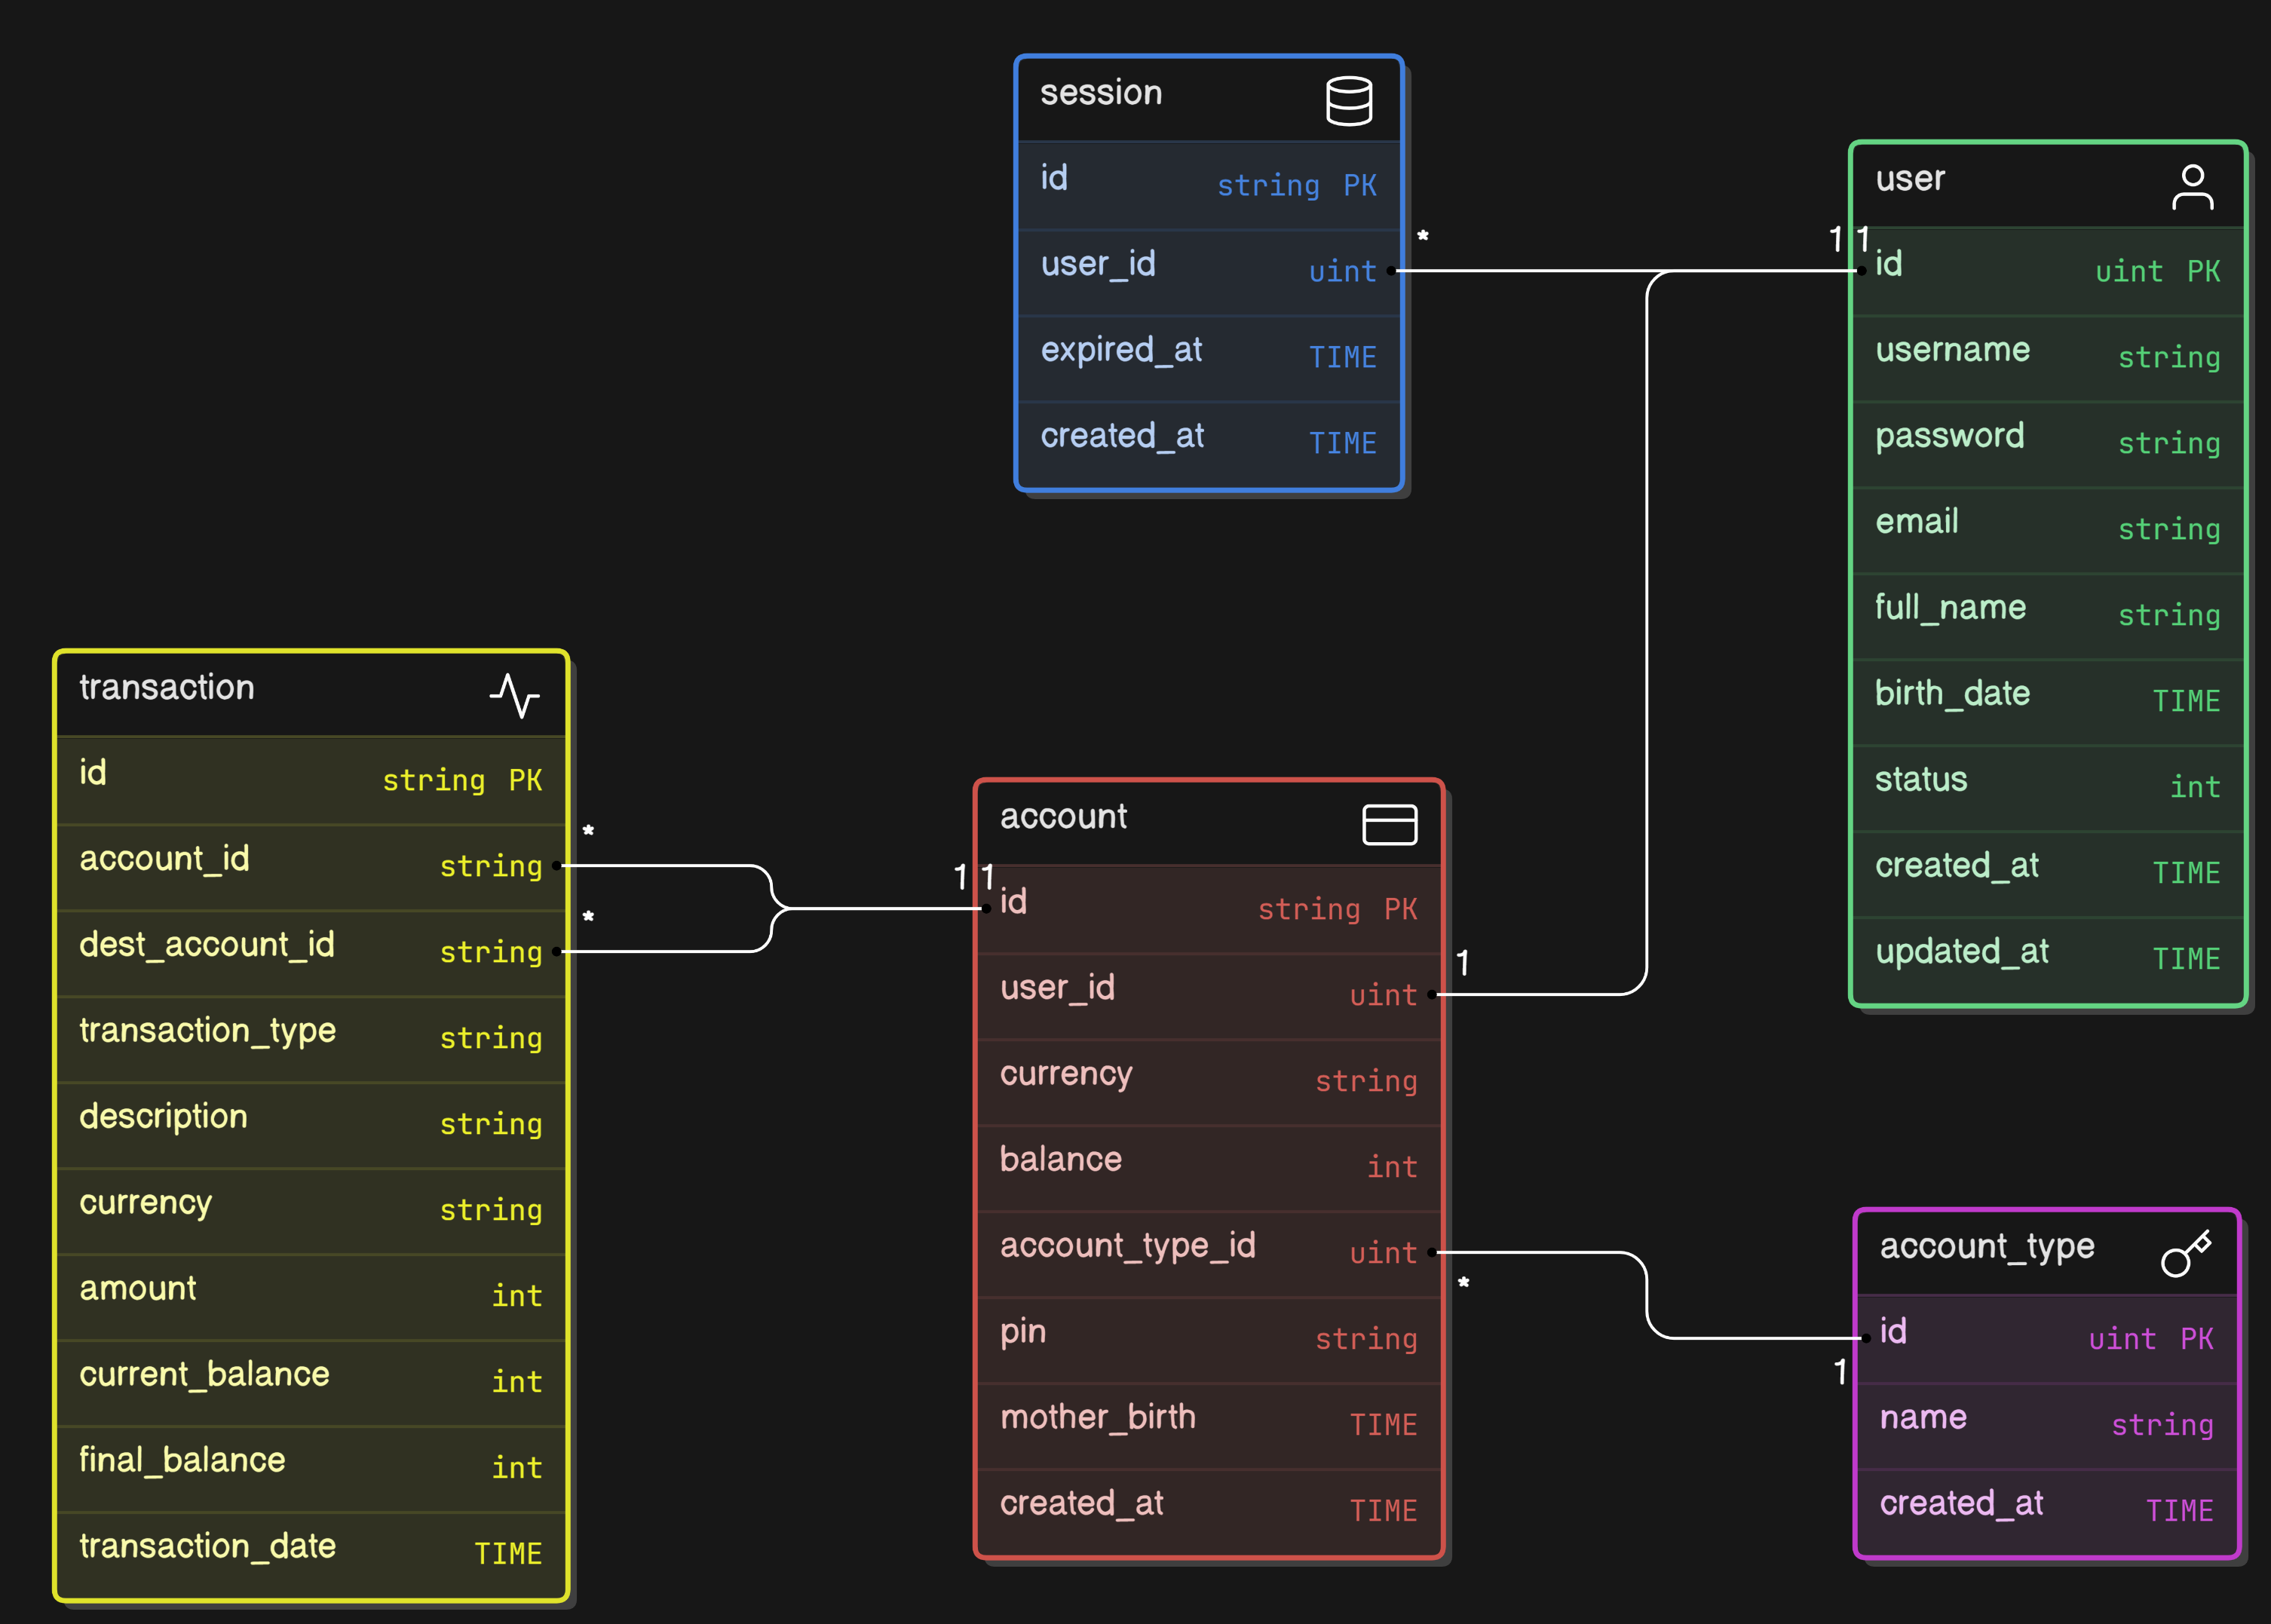 session
id string PK
user_id uint
expired_at TIME
created_at TIME
*
1 1
user
id uint PK
username string
password string
email string
full_name string
birth_date TIME
status int
created_at TIME
updated_at TIME
transaction
id string PK
account_id string
dest_account_id string
transaction_type string
description string
currency string
amount int
current_balance int
final_balance int
transaction_date TIME
*
*
1 1
account
id string PK
user_id uint
currency string
balance int
account_type_id uint
pin string
mother_birth TIME
created_at TIME
1
*
1
account_type
id uint PK
name string
created_at TIME